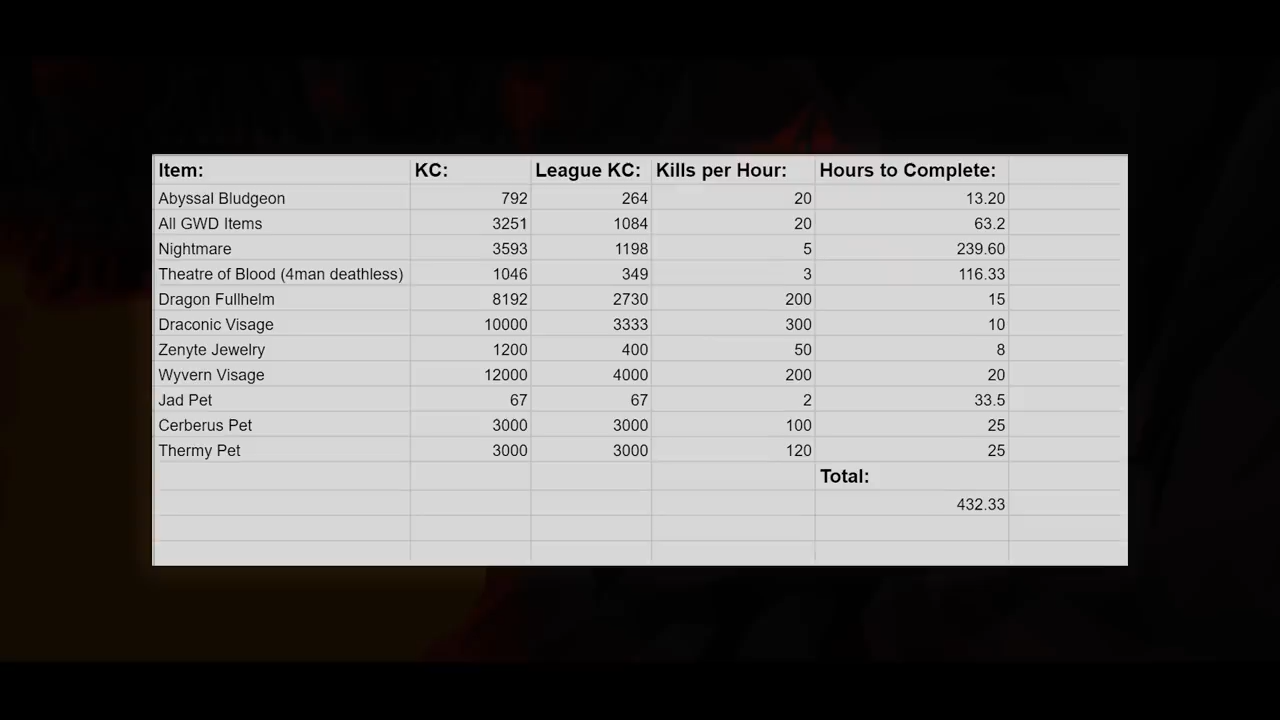 Item: KC: League KC: Kills per Hour: Hours to Complete:
Abyssal Bludgeon 792 264 20 13.20
All GWD Items 3251 1084 20 63.2
Nightmare 3593 1198 5 239.60
Theatre of Blood (4man deathless) 1046 349 3 116.33
Dragon Fullhelm 8192 2730 200 15
Draconic Visage 10000 3333 300 10
Zenyte Jewelry 1200 400 50 8
Wyvern Visage 12000 4000 200 20
Jad Pet 67 67 2 33.5
Cerberus Pet 3000 3000 100 25
Thermy Pet 3000 3000 120 25
Total:
432.33